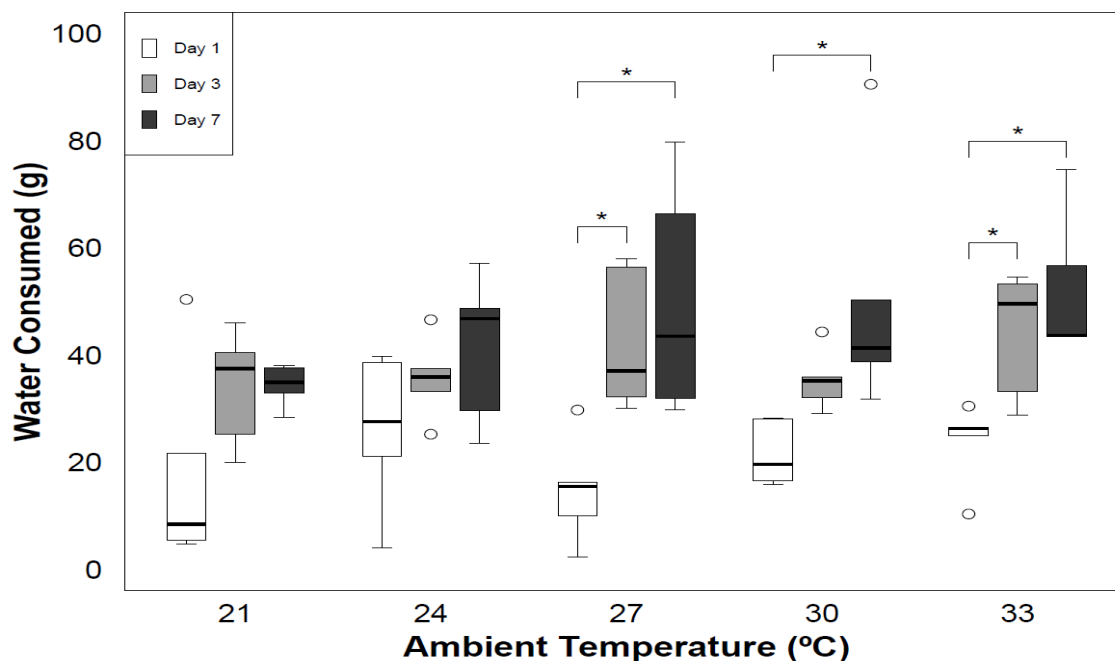 100
80
60
40
20
0
Water Consumed (g)
Day 1
Day 3
Day 7
*
*
*
*
*
21 24 27 30 33
Ambient Temperature (ºC)